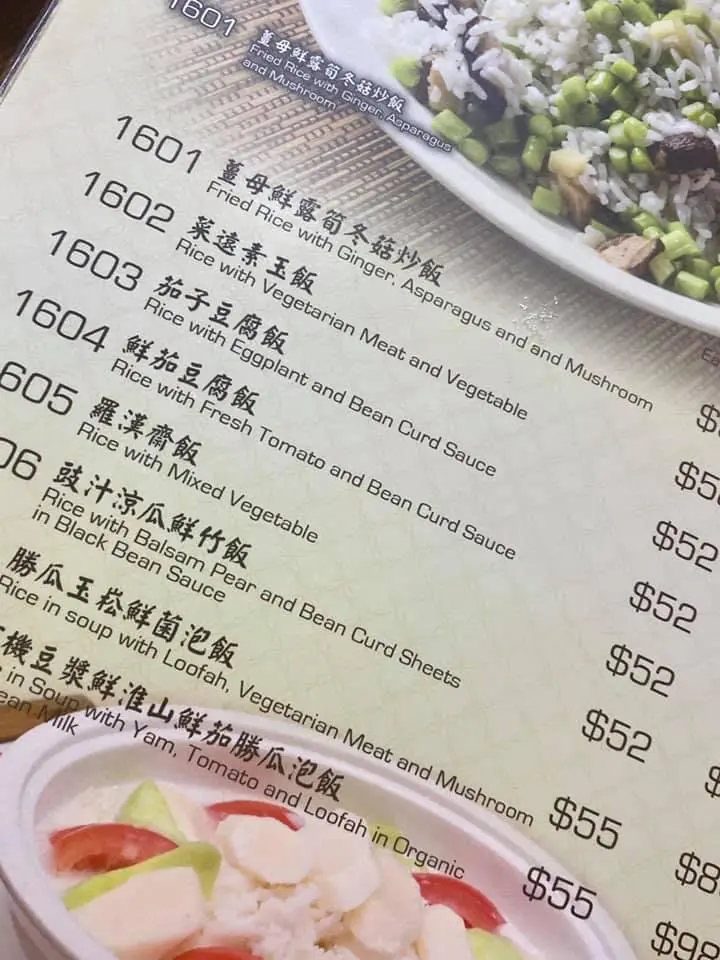 1601
薑母鮮露筍冬菇炒飯
Fried Rice with Ginger, Asparagus
and Mushroom
1601 薑母鮮露筍冬菇炒飯
Fried Rice with Ginger, Asparagus and and Mushroom
1602 菜遠素玉飯
Rice with Vegetarian Meat and Vegetable
1603 茄子豆腐飯
Rice with Eggplant and Bean Curd Sauce
$52
1604 鮮茄豆腐飯
Rice with Fresh Tomato and Bean Curd Sauce
$52
605 羅漢齋飯
Rice with Mixed Vegetable
$52
06 豉汁涼瓜鮮竹飯
Rice with Balsam Pear and Bean Curd Sheets
in Black Bean Sauce
$52
勝瓜玉崧鮮菌泡飯
Rice in soup with Loofah, Vegetarian Meat and Mushroom
$55
機豆漿鮮淮山鮮茄勝瓜泡飯
in Soup with Yam, Tomato and Loofah in Organic
Milk
$55
$98